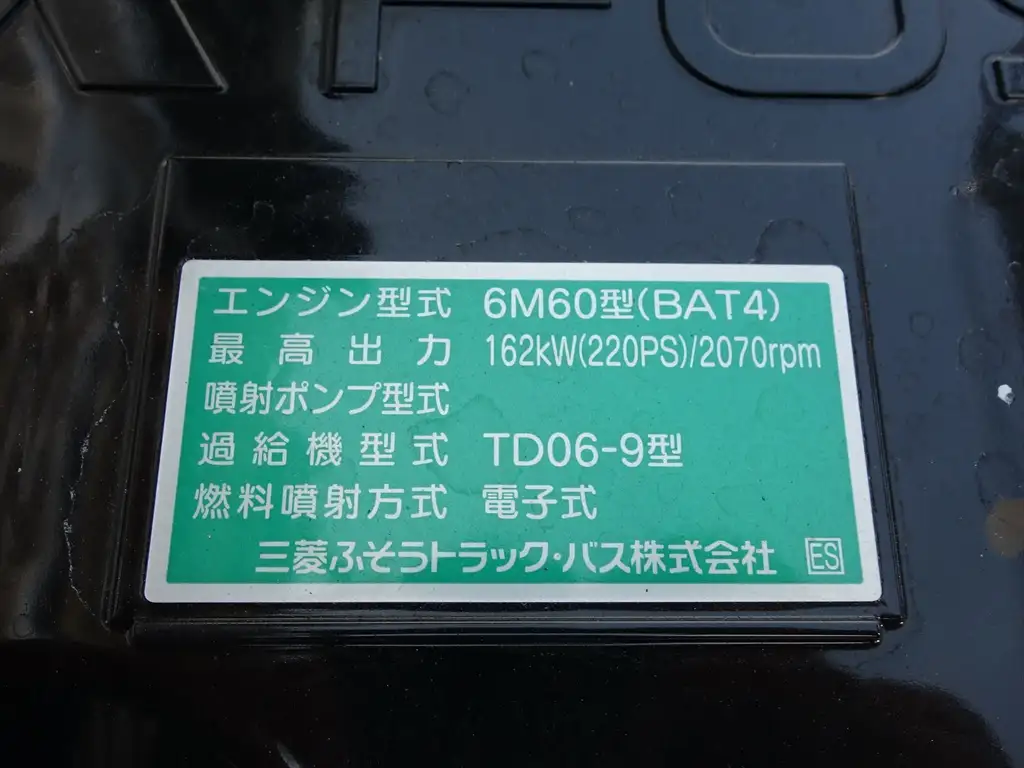 エンジン型式 6M60型(BAT4)
最高出力 162kW(220PS)/2070rpm
噴射ポンプ型式
過給機型式 TD06-9型
燃料噴射方式 電子式
三菱ふそうトラック・バス株式会社 ES